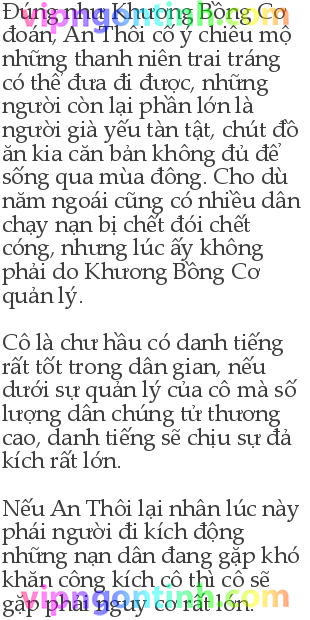 Đúng như Khương Bồng Cơ
đoán, An Thôi cố ý chiêu mộ
những thanh niên trai tráng
có thể đưa đi được, những
người còn lại phần lớn là
người già yếu tàn tật, chút đồ
ăn kia căn bản không đủ để
sống qua mùa đông. Cho dù
năm ngoái cũng có nhiều dân
chạy nạn bị chết đói chết
cóng, nhưng lúc ấy không
phải do Khương Bồng Cơ
quản lý.

Cô là chư hầu có danh tiếng
rất tốt trong dân gian, nếu
dưới sự quản lý của cô mà số
lượng dân chúng tử thương
cao, danh tiếng sẽ chịu sự đả
kích rất lớn.

Nếu An Thôi lại nhân lúc này
phái người đi kích động
những nạn dân đang gặp khó
khăn công kích cô thì cô sẽ
gặp phải nguy cơ rất lớn.
vipngontinh.com
vipngontinh.com